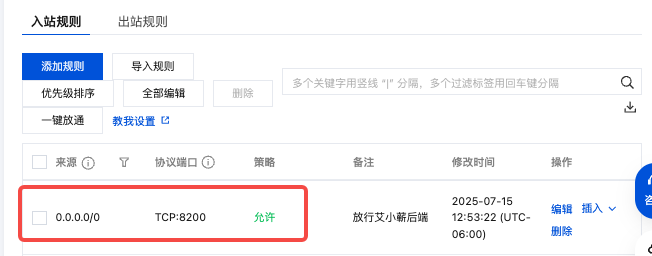 入站规则 出站规则
添加规则 导入规则
多个关键字用竖线 "|" 分隔，多个过滤标签用回车键分隔
优先级排序 全部编辑 删除
一键放通 教我设置
来源 协议端口 策略 备注 修改时间 操作
0.0.0.0/0 TCP:8200 允许 放行艾小蕲后端 2025-07-15
12:53:22 (UTC-
06:00)
编辑 插入
删除